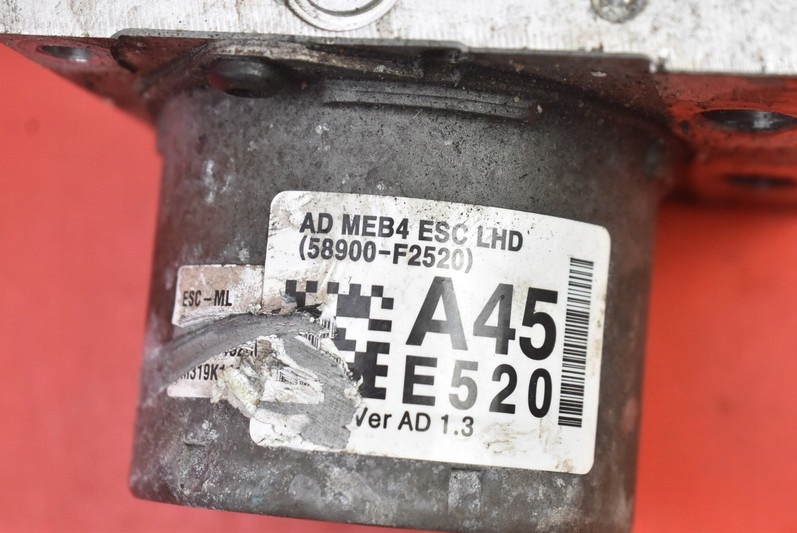 AD MEB4 ESC LHD
(58900-F2520)
A45
E520
Ver AD 1.3
ESC-ML